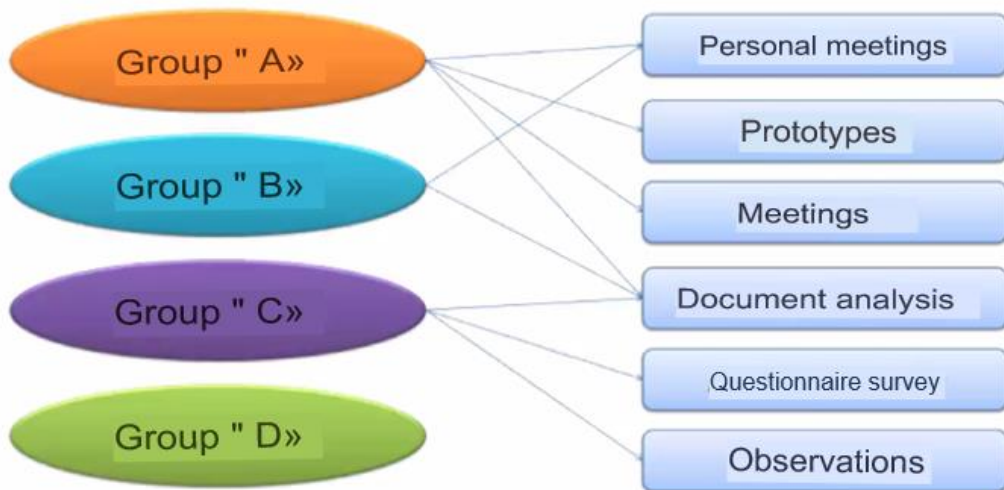 Group " A»
Group " B»
Group " C»
Group " D»
Personal meetings
Prototypes
Meetings
Document analysis
Questionnaire survey
Observations